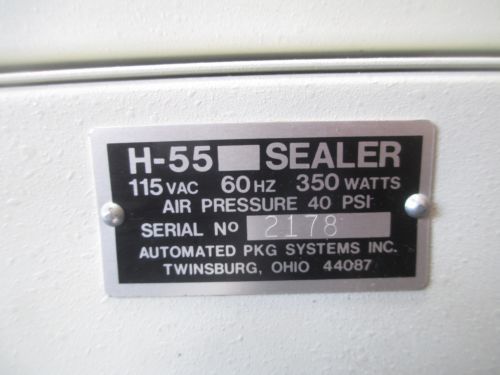 H-55 SEALER
115 VAC 60 HZ 350 WATTS
AIR PRESSURE 40 PSI
SERIAL NO 2178
AUTOMATED PKG SYSTEMS INC.
TWINSBURG, OHIO 44087